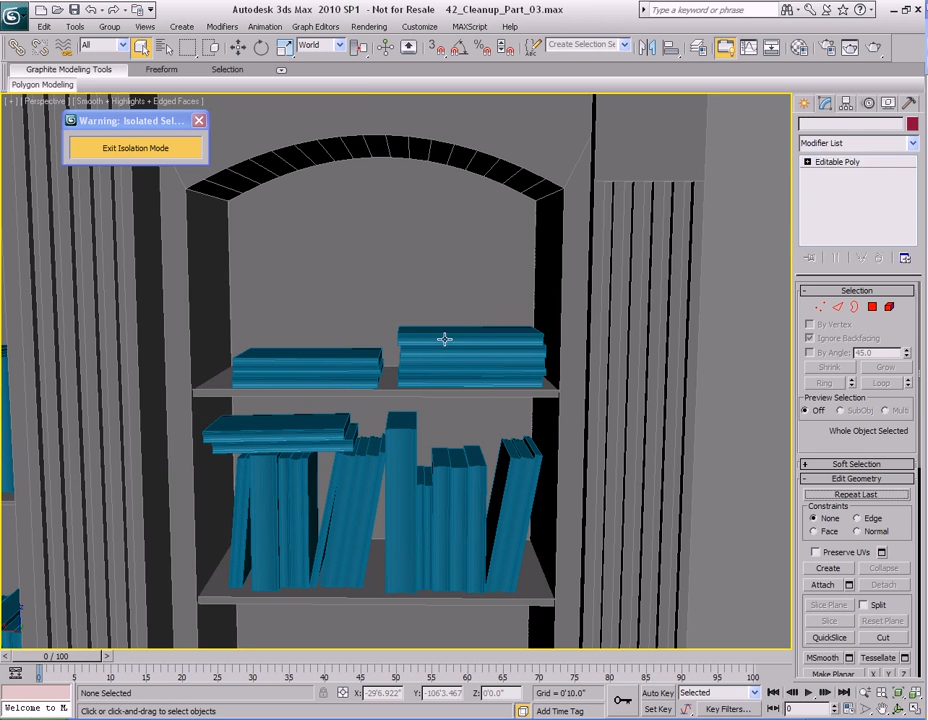 Autodesk 3ds Max 2010 SP1 - Not for Resale 42_Cleanup_Part_03.max
Type a keyword or phrase
Edit Tools Group Views Create Modifiers Animation Graph Editors Rendering Customize MAXScript Help
All World Create Selection Se
Graphite Modeling Tools Freeform Selection
Polygon Modeling
[ + ] [ Perspective ] [ Smooth + Highlights + Edged Faces ]
Warning: Isolated Sel...
Exit Isolation Mode
Modifier List
Editable Poly
Selection
By Vertex
Ignore Backfacing
By Angle: 45.0
Shrink Grow
Ring Loop
Preview Selection
Off SubObj Multi
Whole Object Selected
Soft Selection
Edit Geometry
Repeat Last
Constraints
None Edge
Face Normal
Preserve UVs
Create Collapse
Attach Detach
Slice Plane Split
Slice Reset Plane
QuickSlice Cut
MSmooth Tessellate
Make Planar X Y Z
0 / 100
0 5 10 15 20 25 30 35 40 45 50 55 60 65 70 75 80 85 90 95 100
None Selected X: -29'6.922" Y: -106'3.467 Z: 0'0.0" Grid = 0'10.0" Auto Key Selected
Welcome to M Click or click-and-drag to select objects Add Time Tag Set Key Key Filters... 0